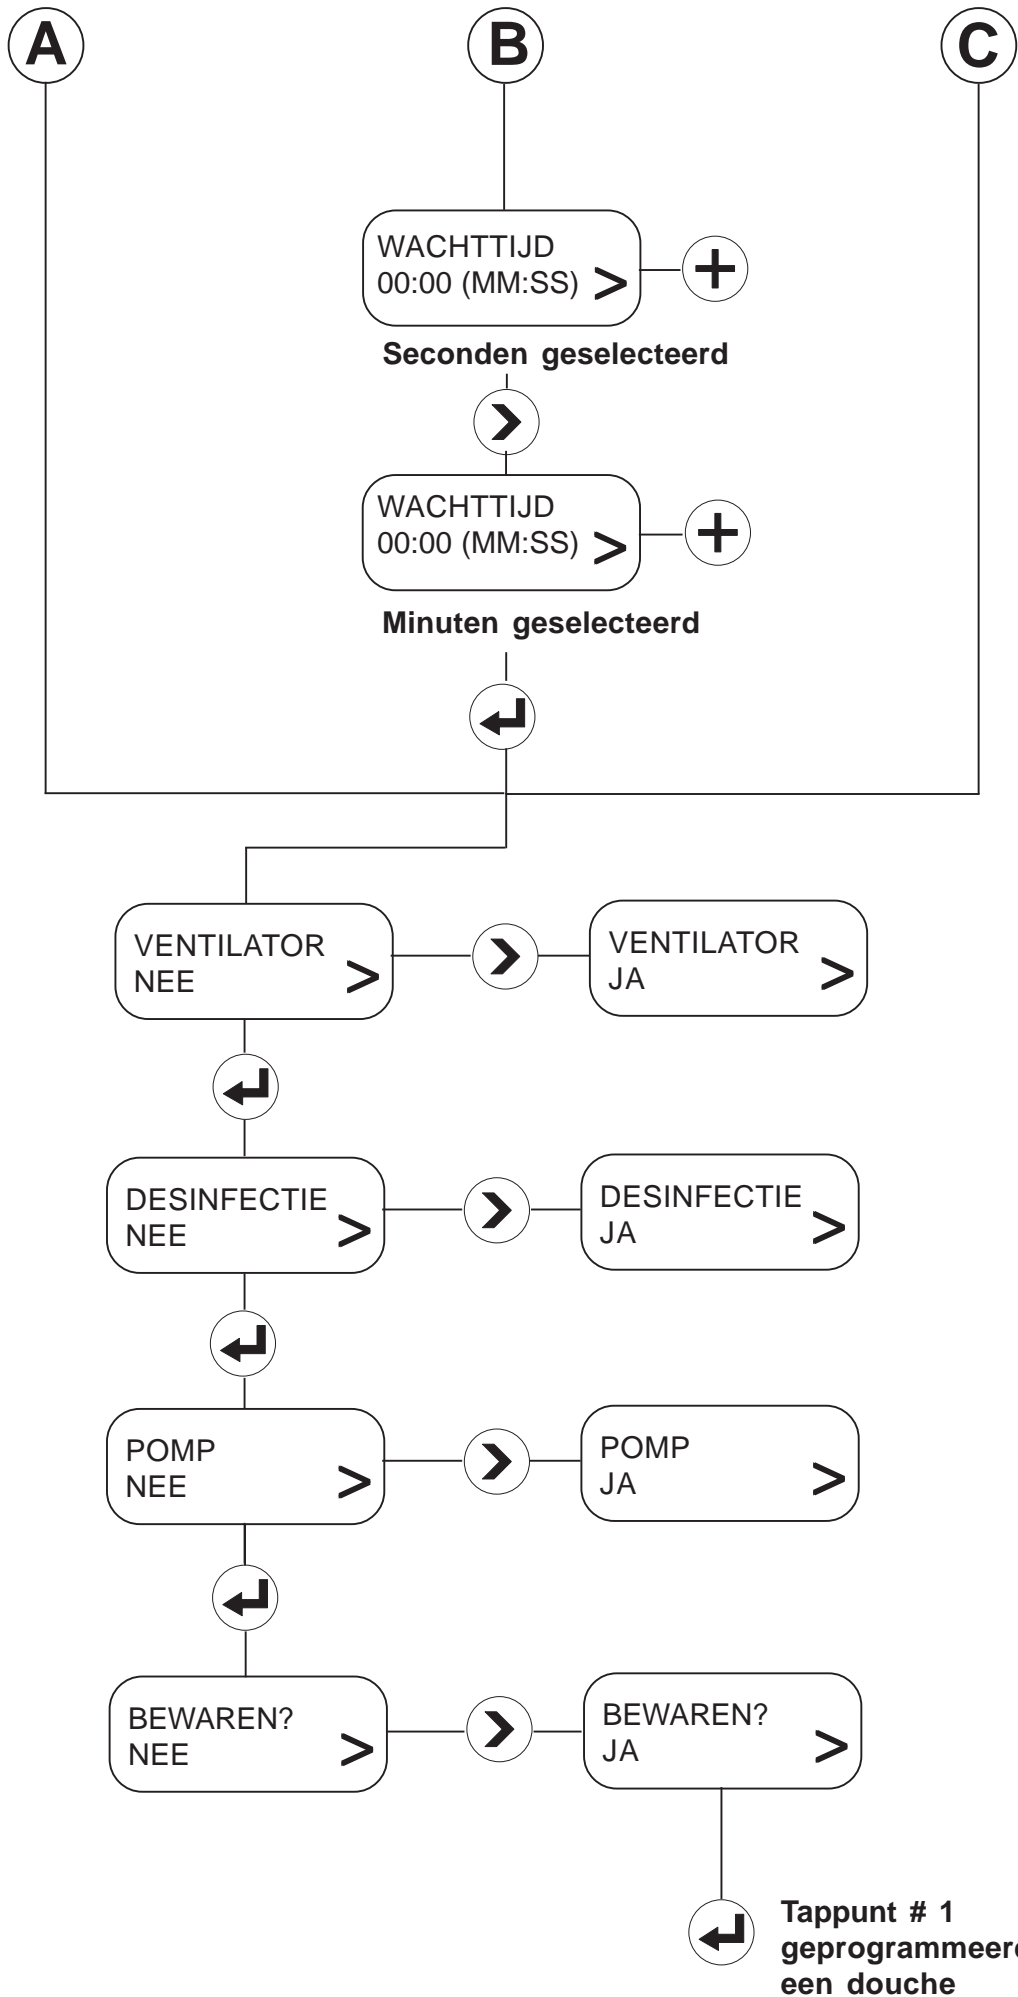 A B C
WACHTTIJD
00:00 (MM:SS) >
Seconden geselecteerd
WACHTTIJD
00:00 (MM:SS) >
Minuten geselecteerd
VENTILATOR
NEE >
VENTILATOR
JA >
DESINFECTIE
NEE >
DESINFECTIE
JA >
POMP
NEE >
POMP
JA >
BEWAREN?
NEE >
BEWAREN?
JA >
Tappunt # 1
een douche